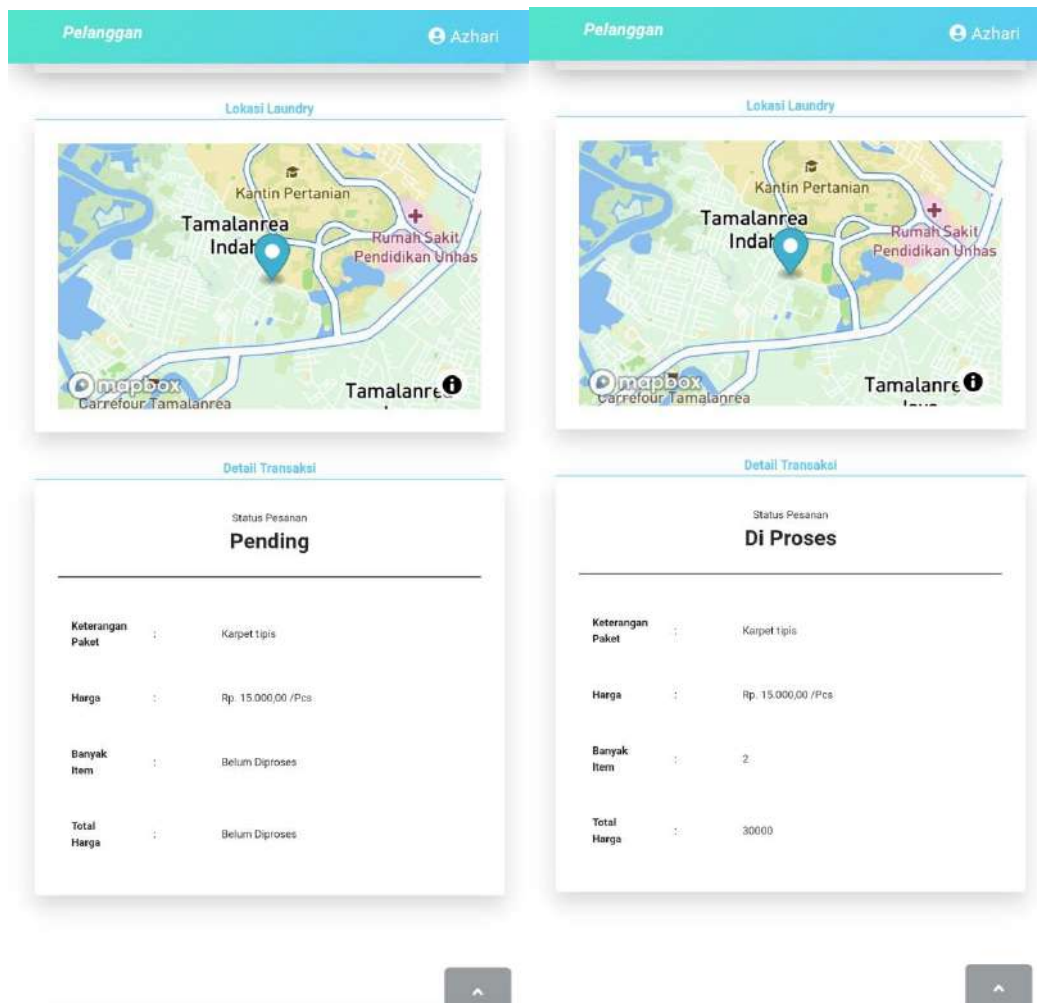 Pelanggan
Azhari
Lokasi Laundry
Kantin Pertanian
Tamalanrea
Indah
Rumah Sakit
Pendidikan Unhas
mapbox
Carrefour Tamalanrea
Detail Transaksi
Status Pesanan
Pending
Keterangan
Paket : Karpet tipis
Harga : Rp. 15.000,00 /Pcs
Banyak
Item : Belum Diproses
Total
Harga : Belum Diproses
Pelanggan
Azhari
Lokasi Laundry
Kantin Pertanian
Tamalanrea
Indah
Rumah Sakit
Pendidikan Unhas
mapbox
Carrefour Tamalanrea
Detail Transaksi
Status Pesanan
Di Proses
Keterangan
Paket : Karpet tipis
Harga : Rp. 15.000,00 /Pcs
Banyak
Item : 2
Total
Harga : 30000